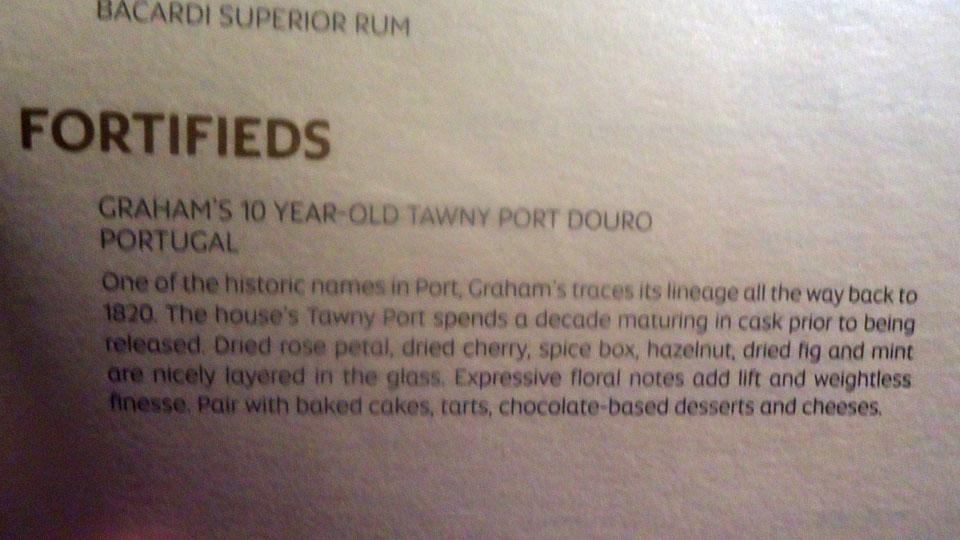 BACARDI SUPERIOR RUM
FORTIFIEDS
GRAHAM'S 10 YEAR-OLD TAWNY PORT DOURO
PORTUGAL
One of the historic names in Port, Graham's traces its lineage all the way back to
1820. The house's Tawny Port spends a decade maturing in cask prior to being
released. Dried rose petal, dried cherry, spice box, hazelnut, dried fig and mint
are nicely layered in the glass. Expressive floral notes add lift and weightless
finesse. Pair with baked cakes, tarts, chocolate-based desserts and cheeses.